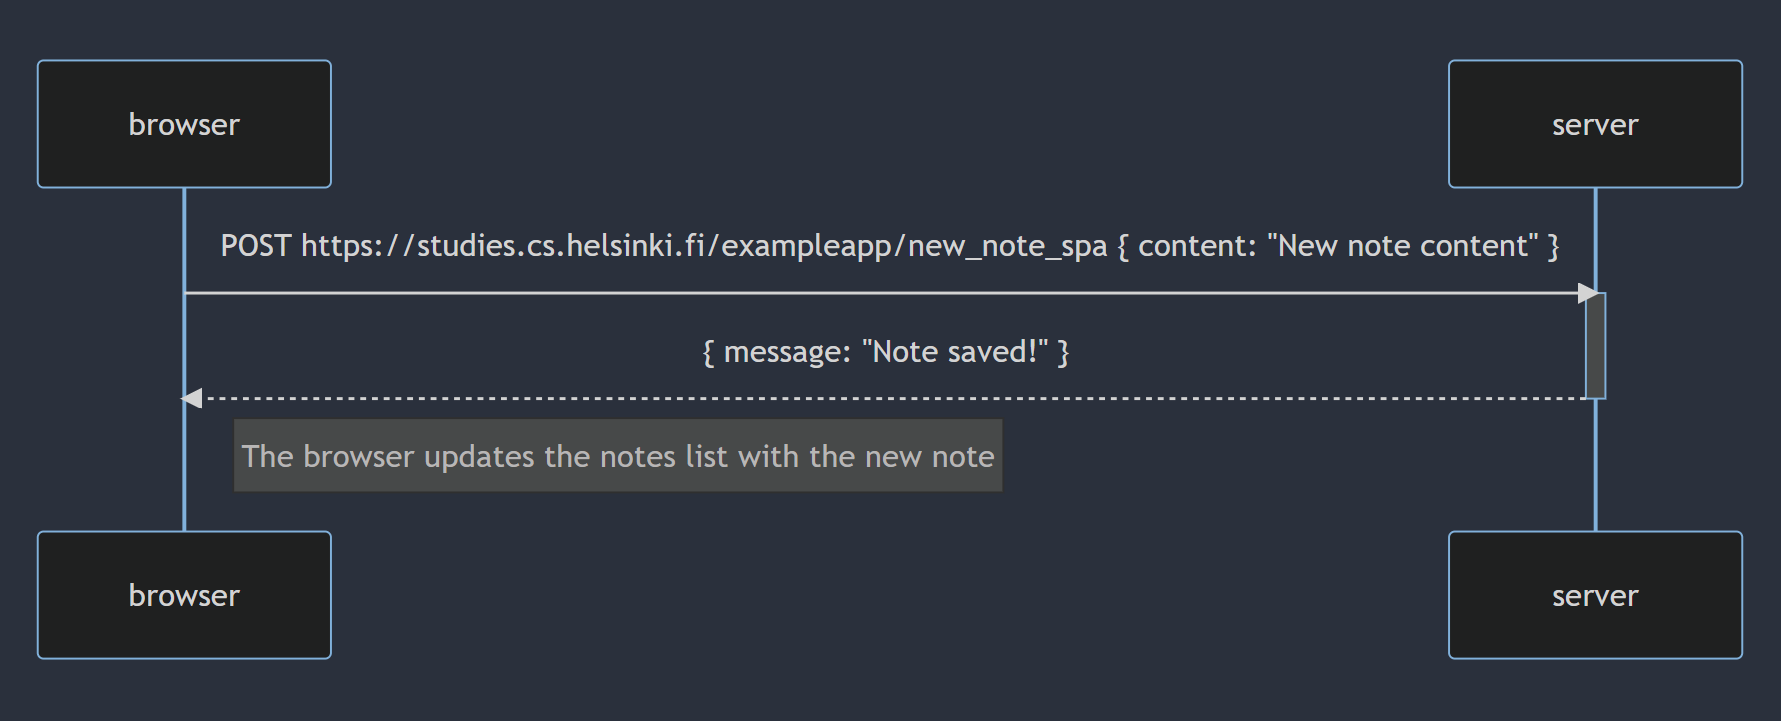 browser
server
POST https://studies.cs.helsinki.fi/exampleapp/new_note_spa { content: "New note content" }
{ message: "Note saved!" }
The browser updates the notes list with the new note
browser
server